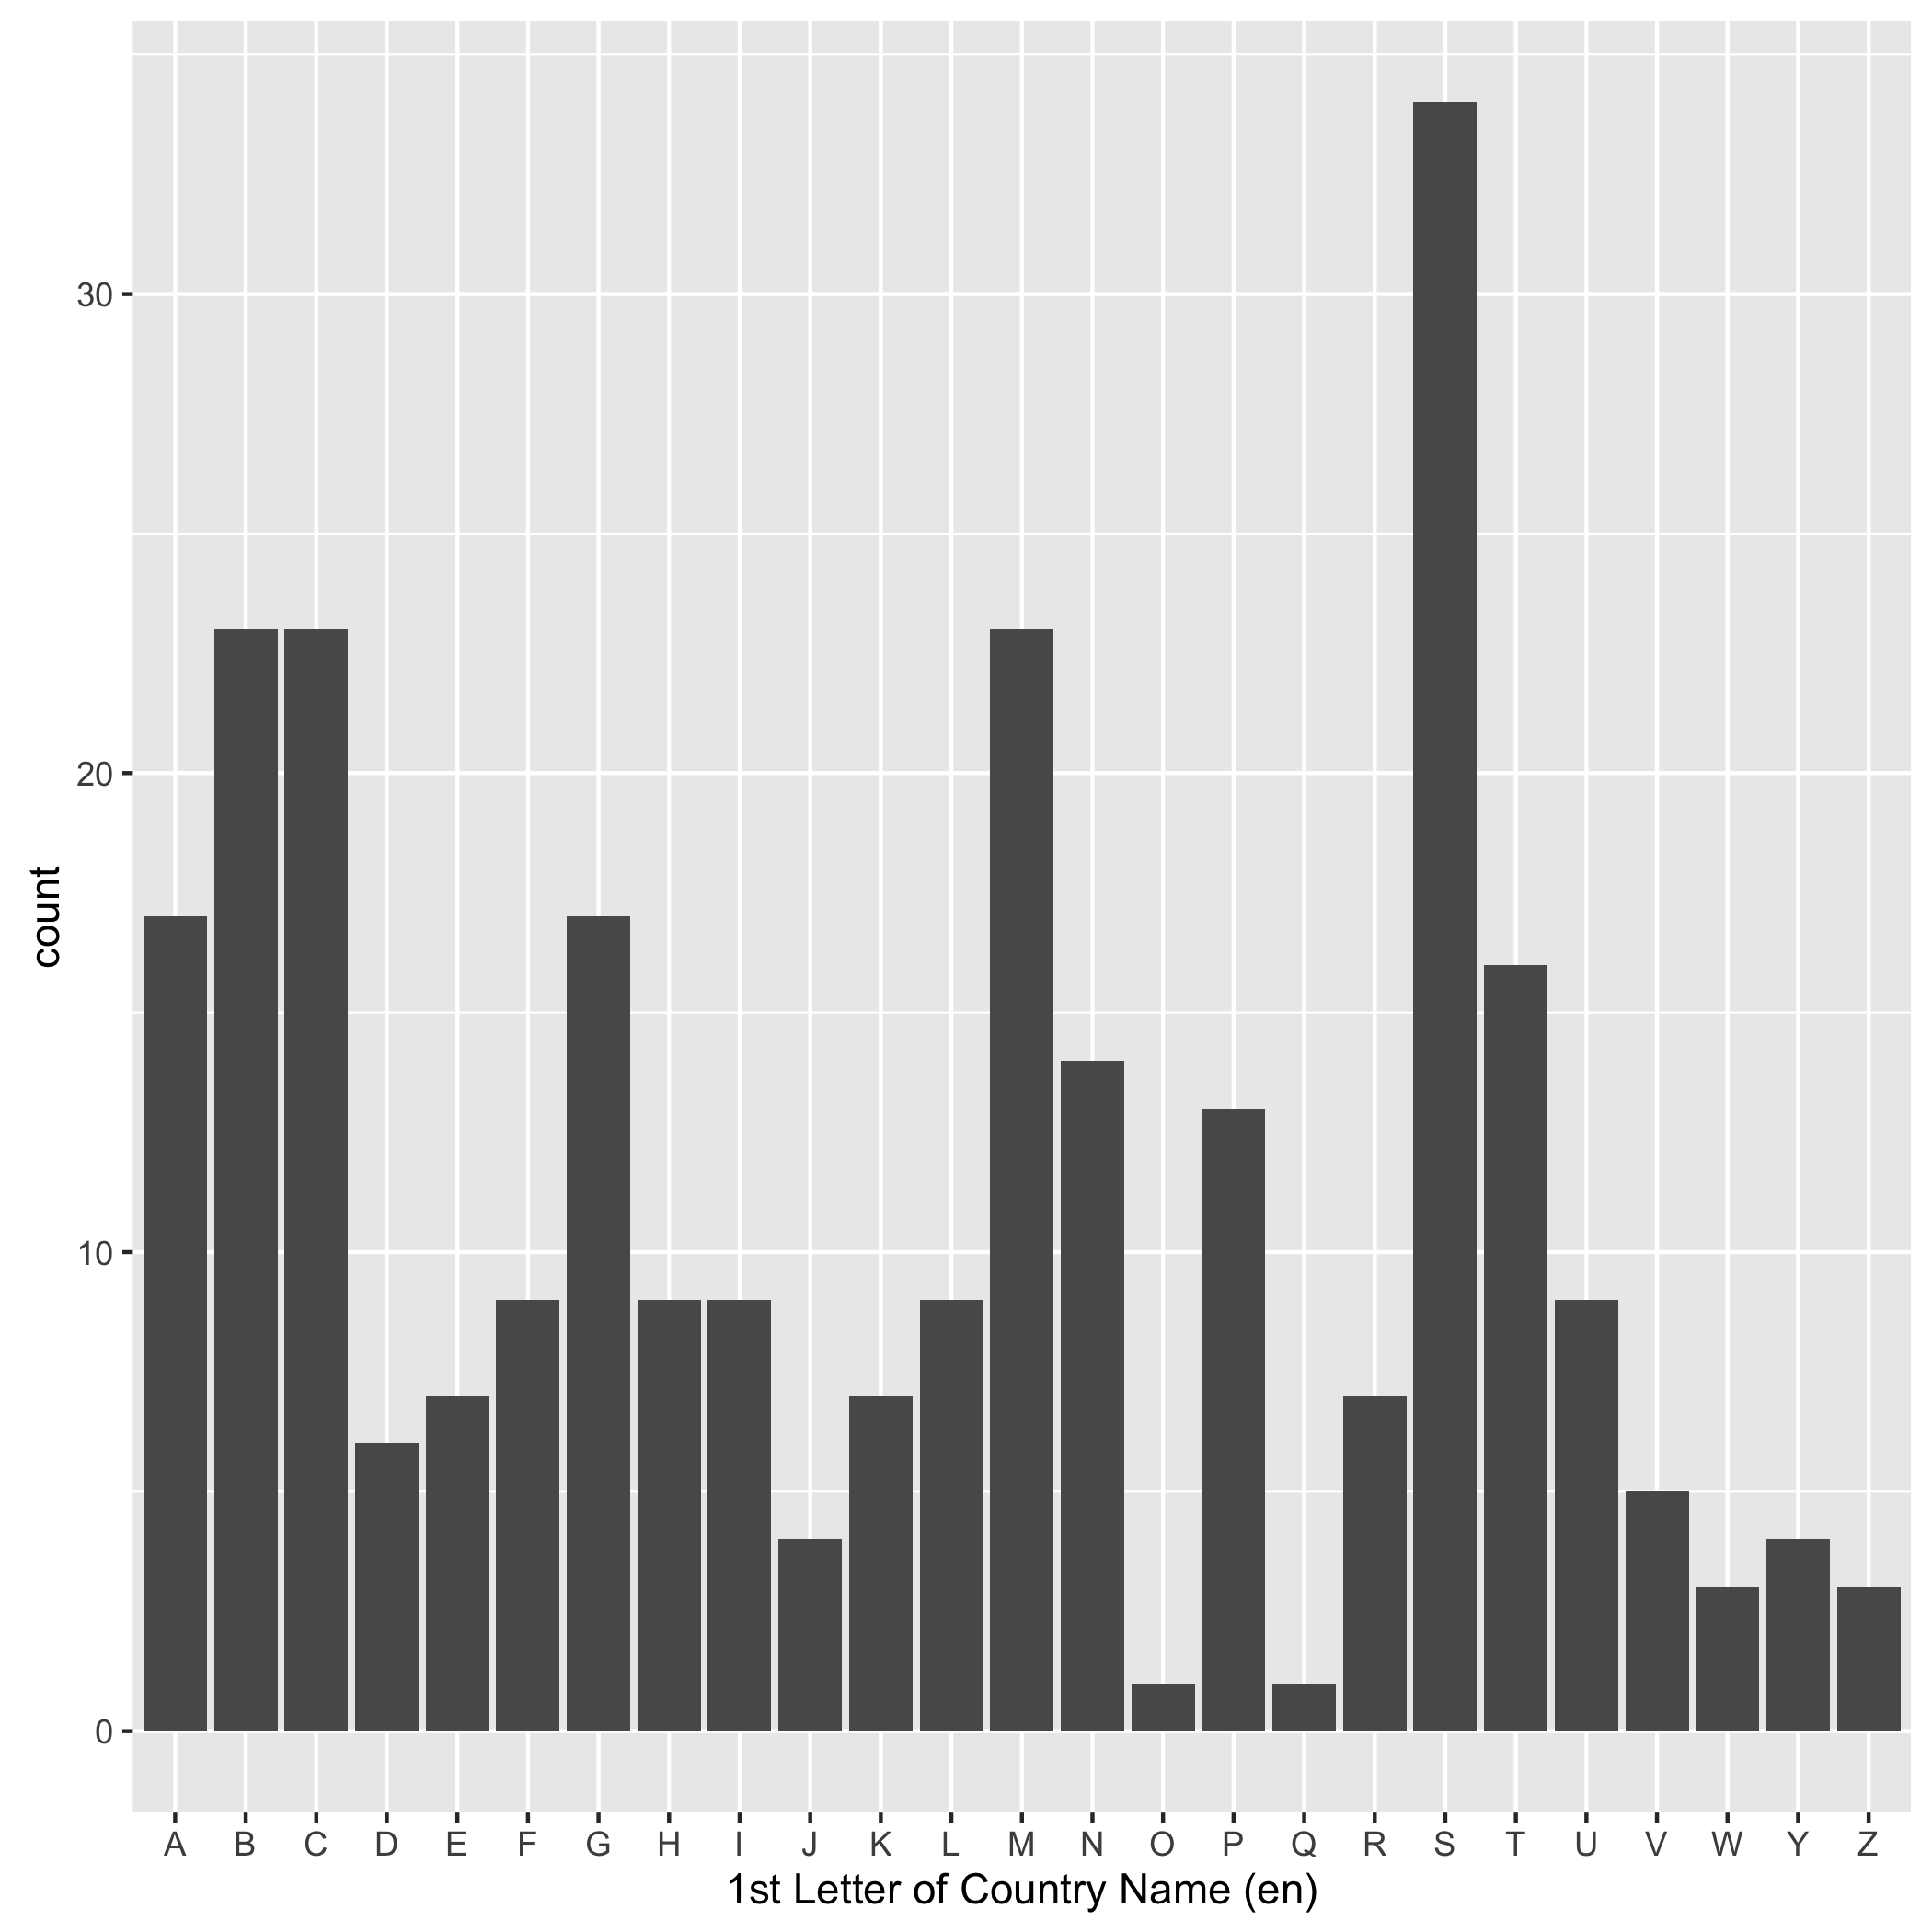 30
20
10
0
count
A B C D E F G H I J K L M N O P Q R S T U V W Y Z
1st Letter of Country Name (en)